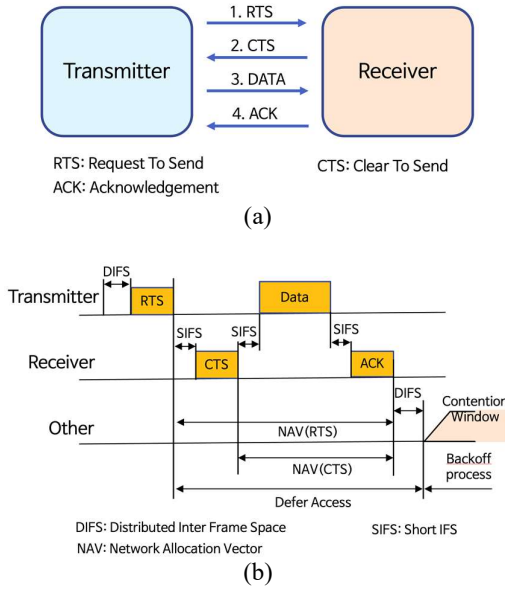 1. RTS
2. CTS
3. DATA
4. ACK
Transmitter
Receiver
RTS: Request To Send
CTS: Clear To Send
ACK: Acknowledgement
(a)
DIFS
Transmitter
RTS
Data
SIFS
SIFS
SIFS
Receiver
CTS
ACK
DIFS
Contention
Window
Other
NAV(RTS)
NAV(CTS)
Backoff
process
Defer Access
DIFS: Distributed Inter Frame Space
SIFS: Short IFS
NAV: Network Allocation Vector
(b)